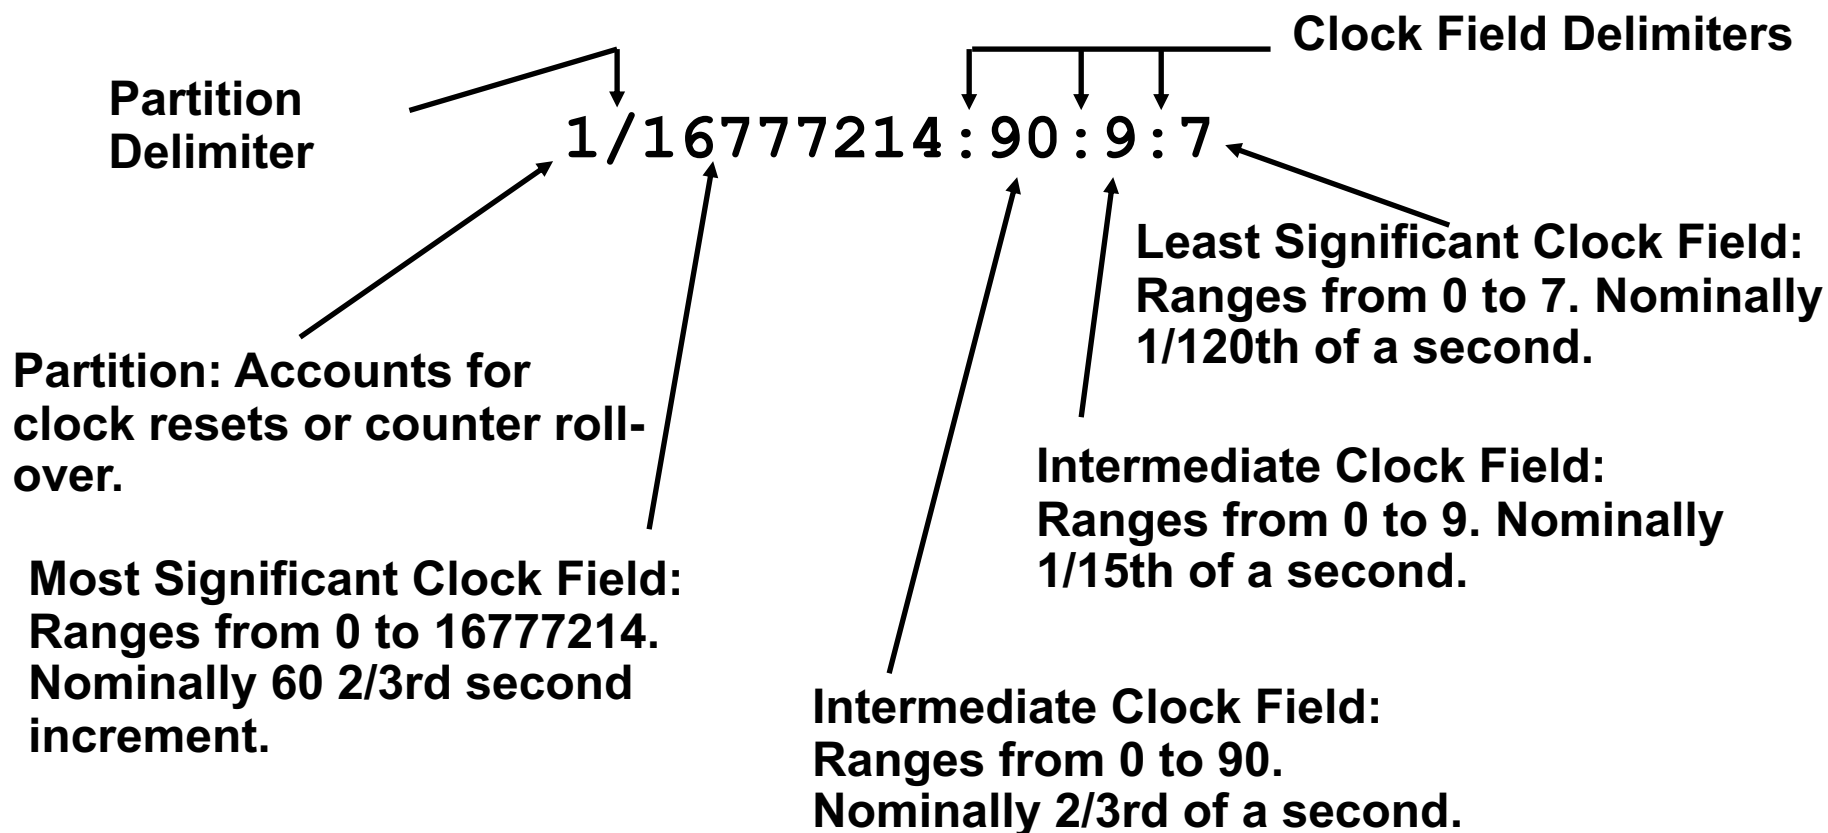 Clock Field Delimiters
Partition
Delimiter
1/16777214:90:9:7
Least Significant Clock Field:
Ranges from 0 to 7. Nominally
1/120th of a second.
Partition: Accounts for
clock resets or counter roll-
over.
Intermediate Clock Field:
Ranges from 0 to 9. Nominally
1/15th of a second.
Most Significant Clock Field:
Ranges from 0 to 16777214.
Nominally 60 2/3rd second
increment.
Intermediate Clock Field:
Ranges from 0 to 90.
Nominally 2/3rd of a second.